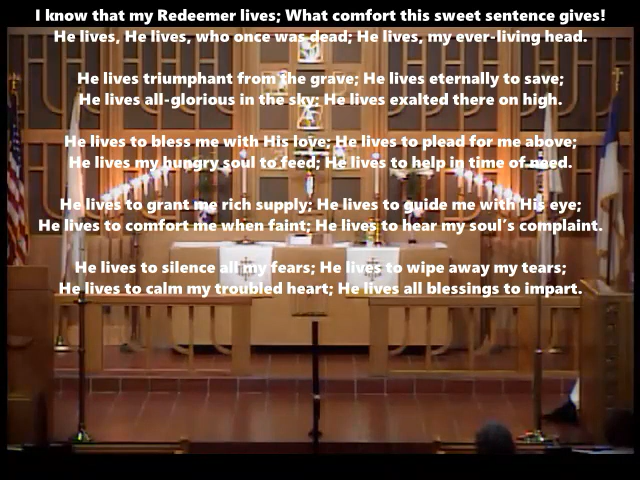 I know that my Redeemer lives; What comfort this sweet sentence gives!
He lives, He lives, who once was dead; He lives, my ever-living head.
He lives triumphant from the grave; He lives eternally to save;
He lives all-glorious in the sky; He lives exalted there on high.
He lives to bless me with His love; He lives to plead for me above;
He lives my hungry soul to feed; He lives to help in time of need.
He lives to grant me rich supply; He lives to guide me with His eye;
He lives to comfort me when faint; He lives to hear my soul's complaint.
He lives to silence all my fears; He lives to wipe away my tears;
He lives to calm my troubled heart; He lives all blessings to impart.